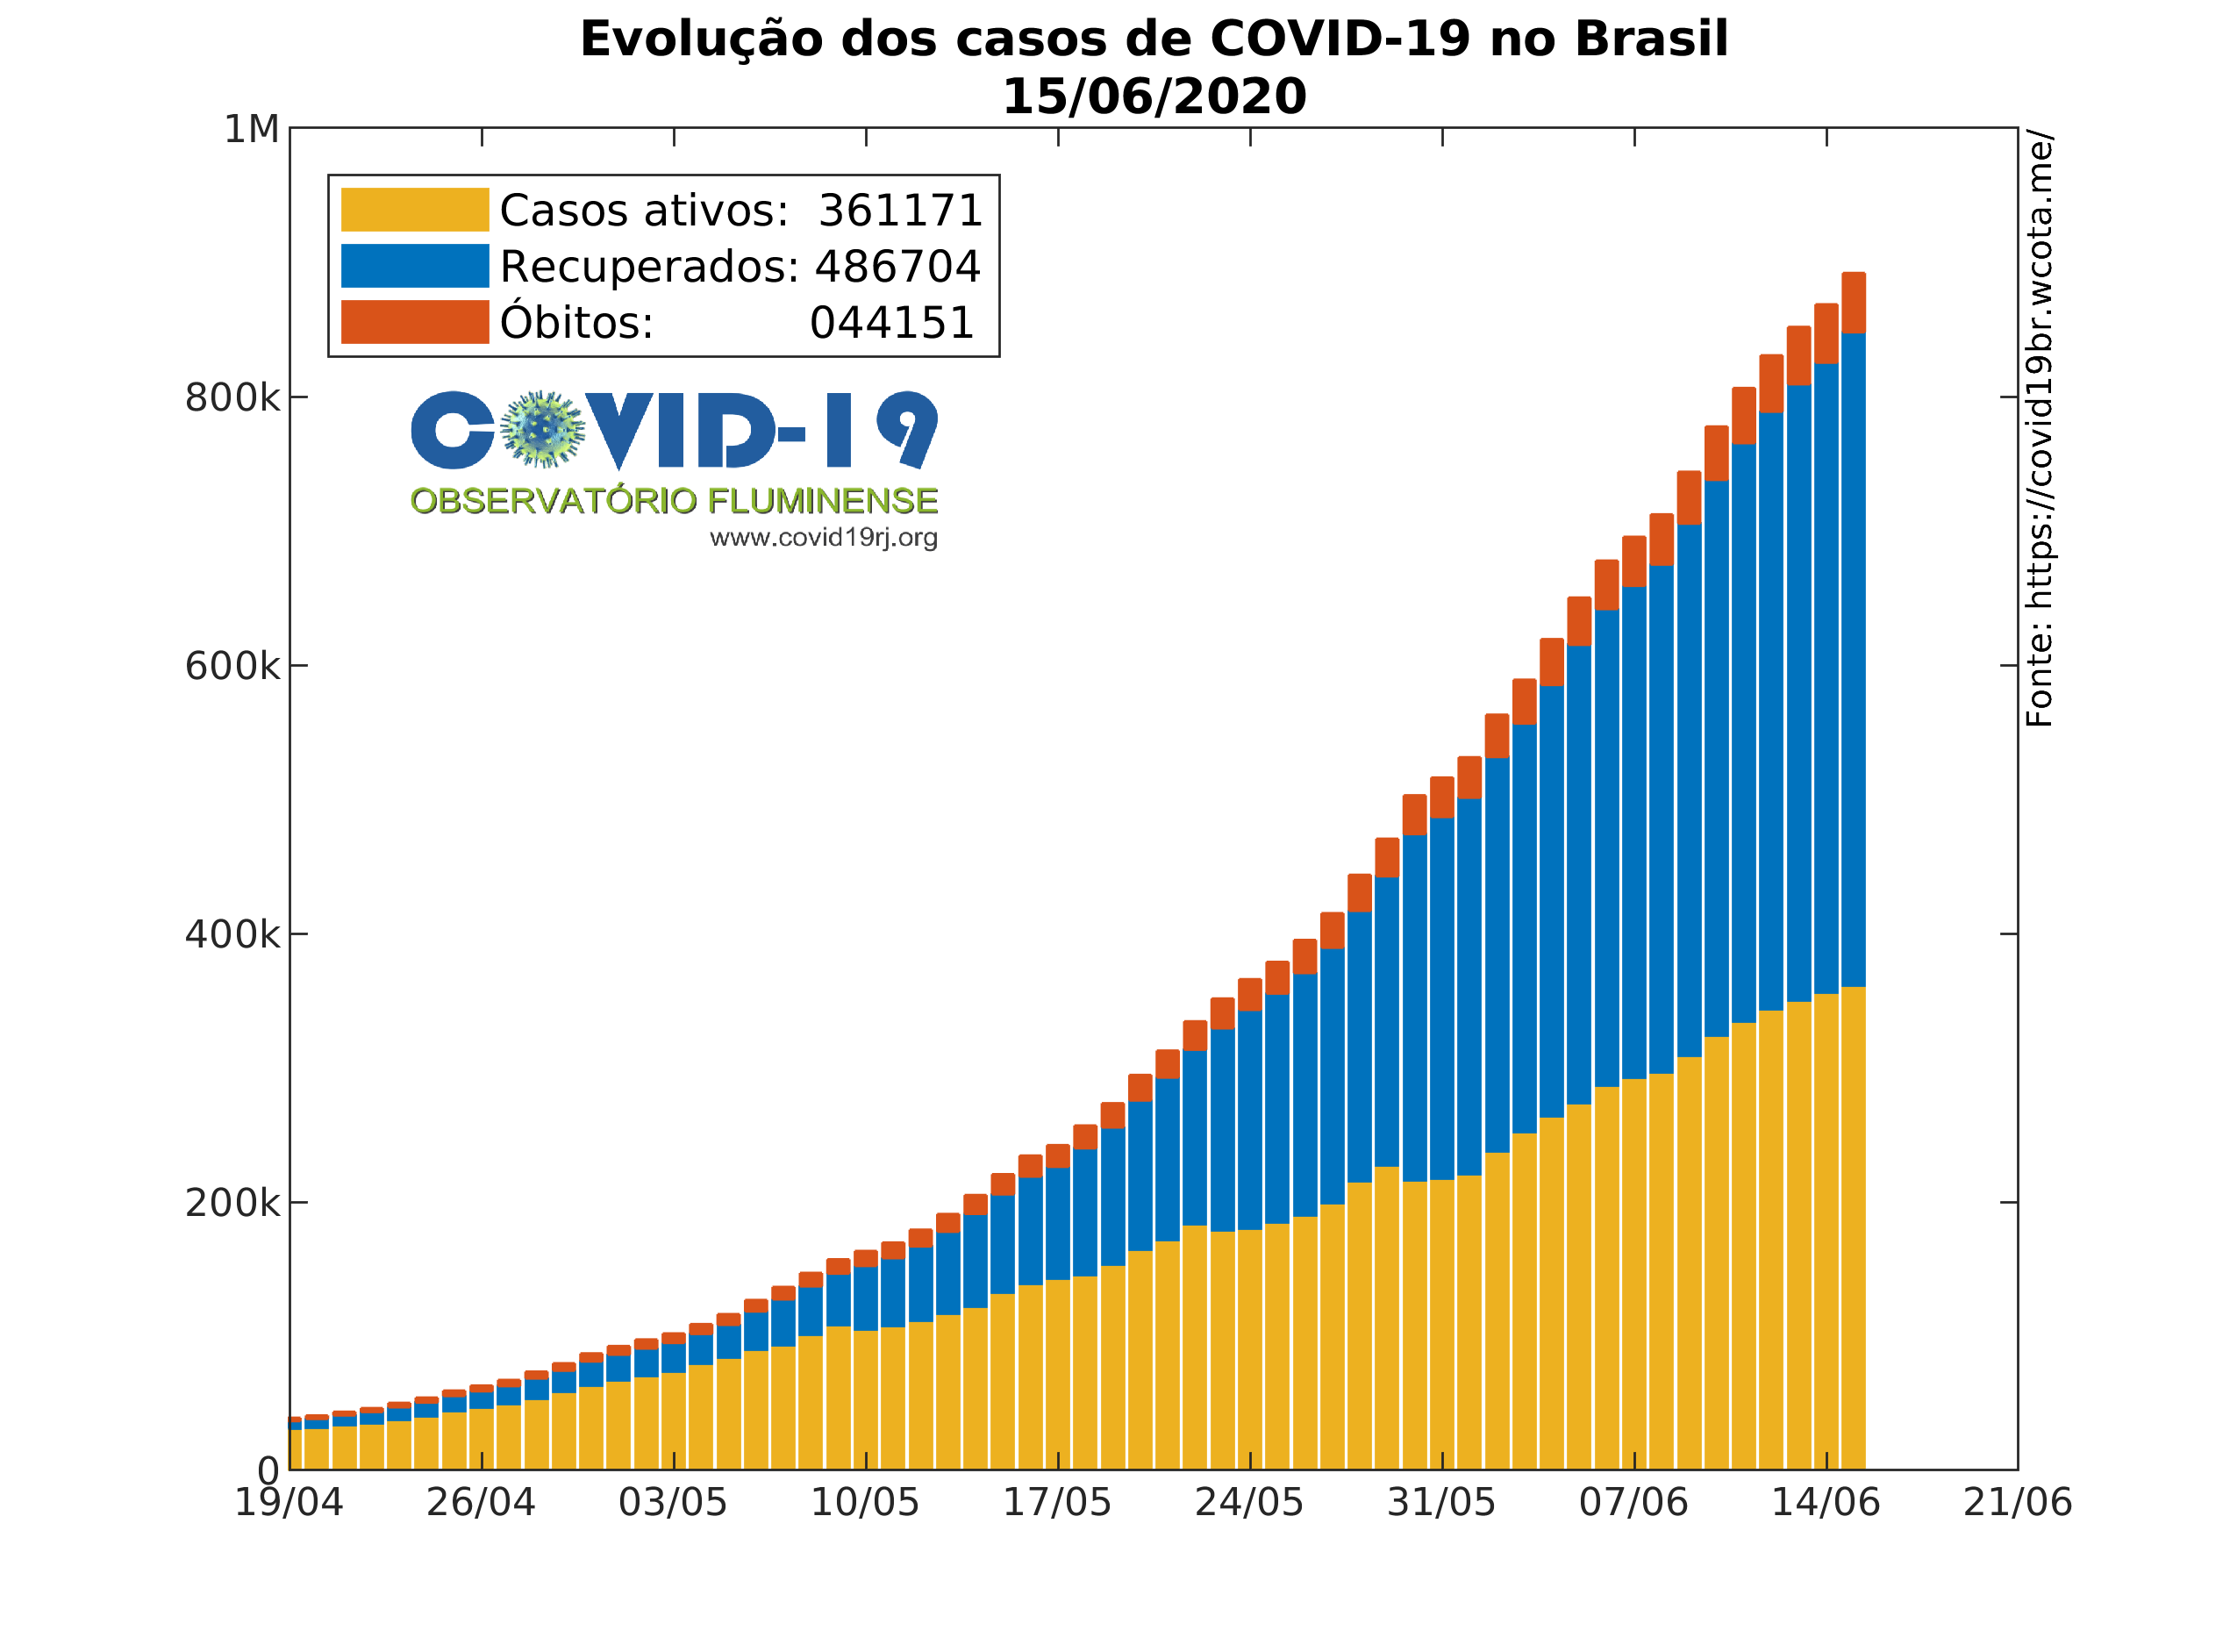 Evolução dos casos de COVID-19 no Brasil
15/06/2020
1M
800k
600k
400k
200k
0
Casos ativos: 361171
Recuperados: 486704
Óbitos: 044151
COVID-19
OBSERVATÓRIO FLUMINENSE
www.covid19rj.org
Fonte: https://covid19br.wcota.me/
19/04 26/04 03/05 10/05 17/05 24/05 31/05 07/06 14/06 21/06